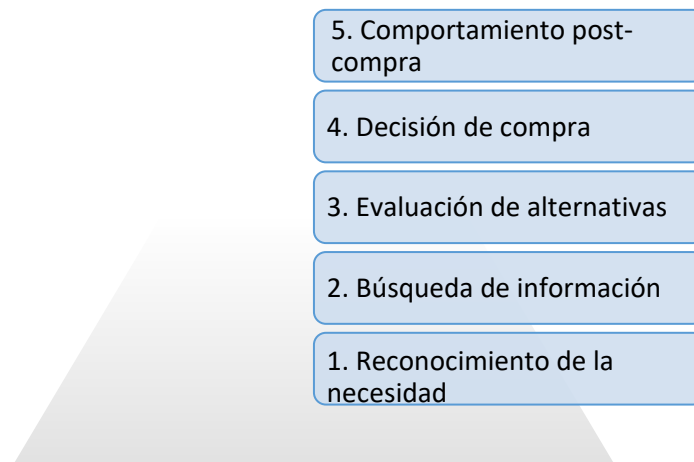 5. Comportamiento post-
compra
4. Decisión de compra
3. Evaluación de alternativas
2. Búsqueda de información
1. Reconocimiento de la
necesidad